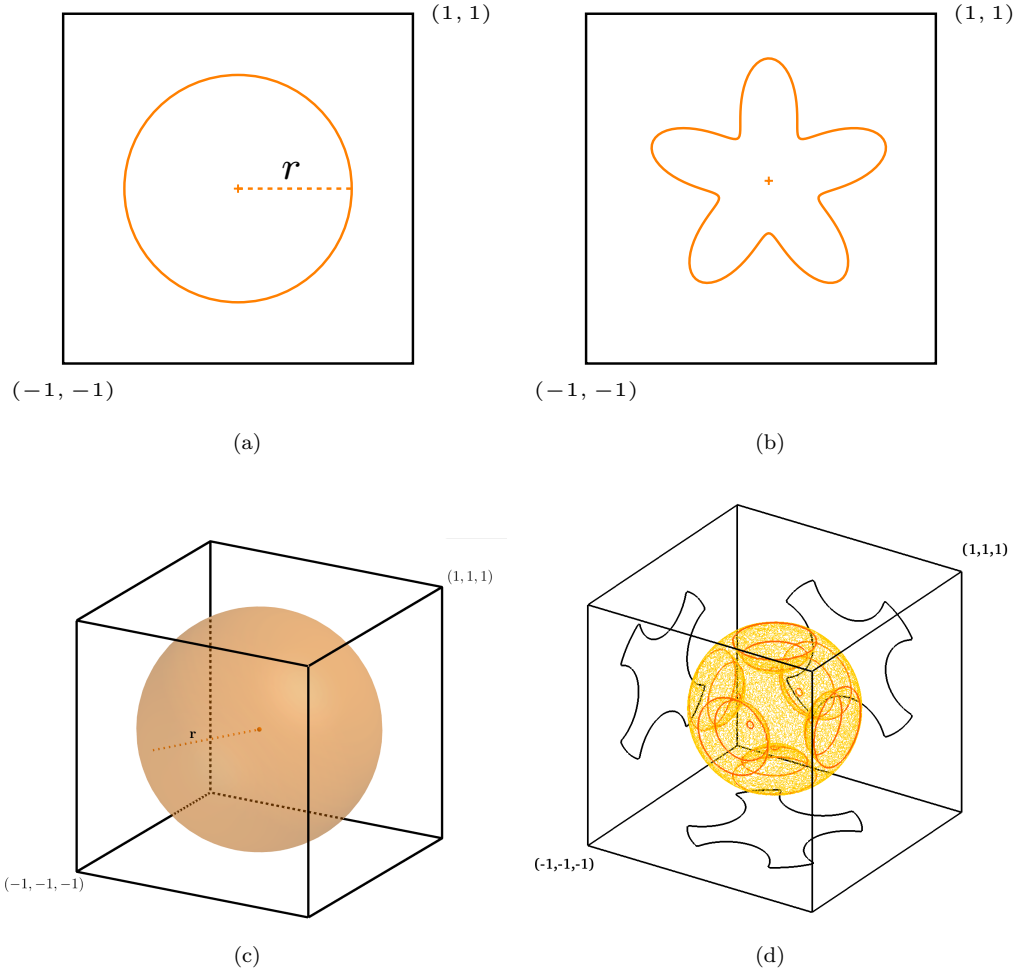 (1, 1)
(1, 1)
r
(−1, −1)
(−1, −1)
(a)
(b)
(1, 1, 1)
(1,1,1)
r
(−1, −1, −1)
(-1,-1,-1)
(c)
(d)